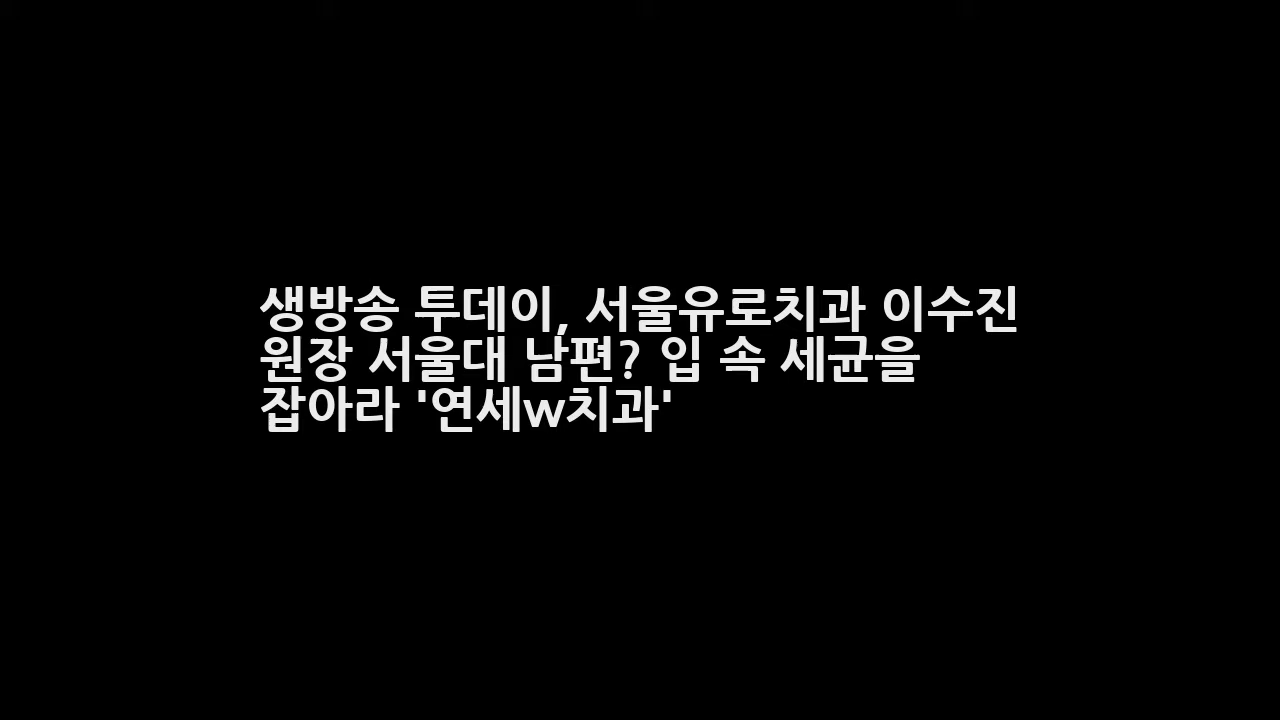 생방송 투데이, 서울유로치과 이수진
원장 서울대 남편? 입 속 세균을
잡아라 '연세w치과'